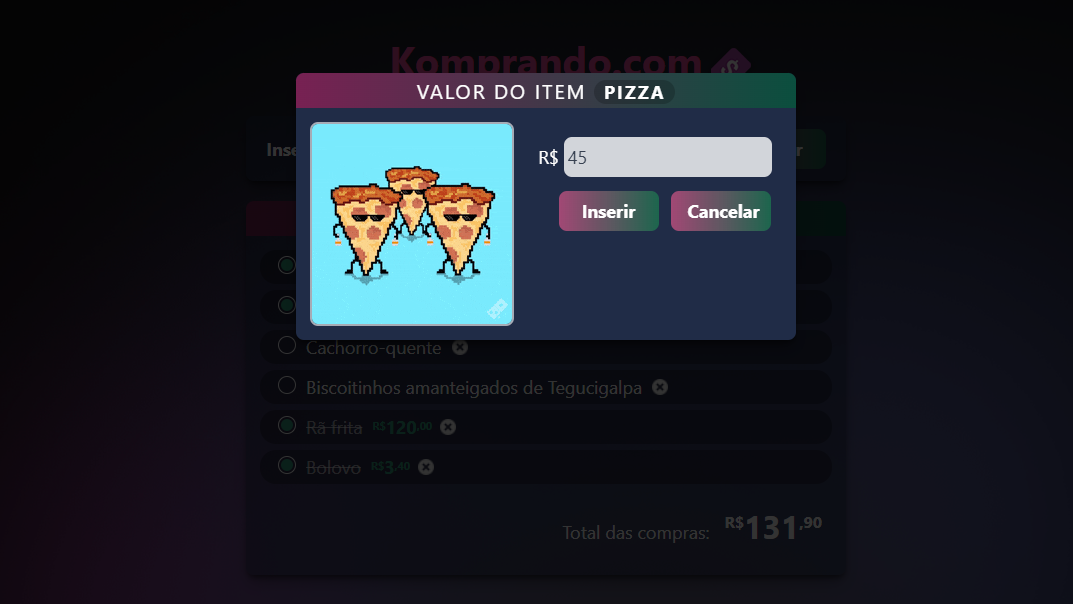 Komprando.com
VALOR DO ITEM PIZZA
R$ 45
Inserir Cancelar
Cachorro-quente
Biscoitinhos amanteigados de Tegucigalpa
Rã frita R$120,00
Bolovo R$3,40
Total das compras: R$131,90